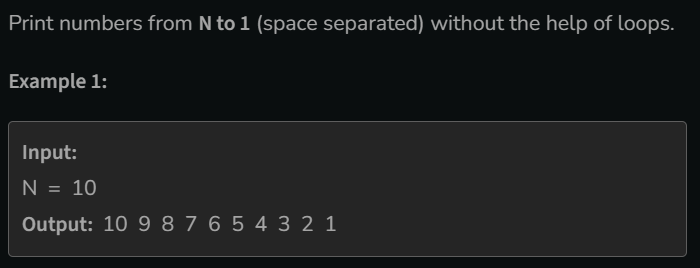 Print numbers from N to 1 (space separated) without the help of loops.
Example 1:
Input:
N = 10
Output: 10 9 8 7 6 5 4 3 2 1